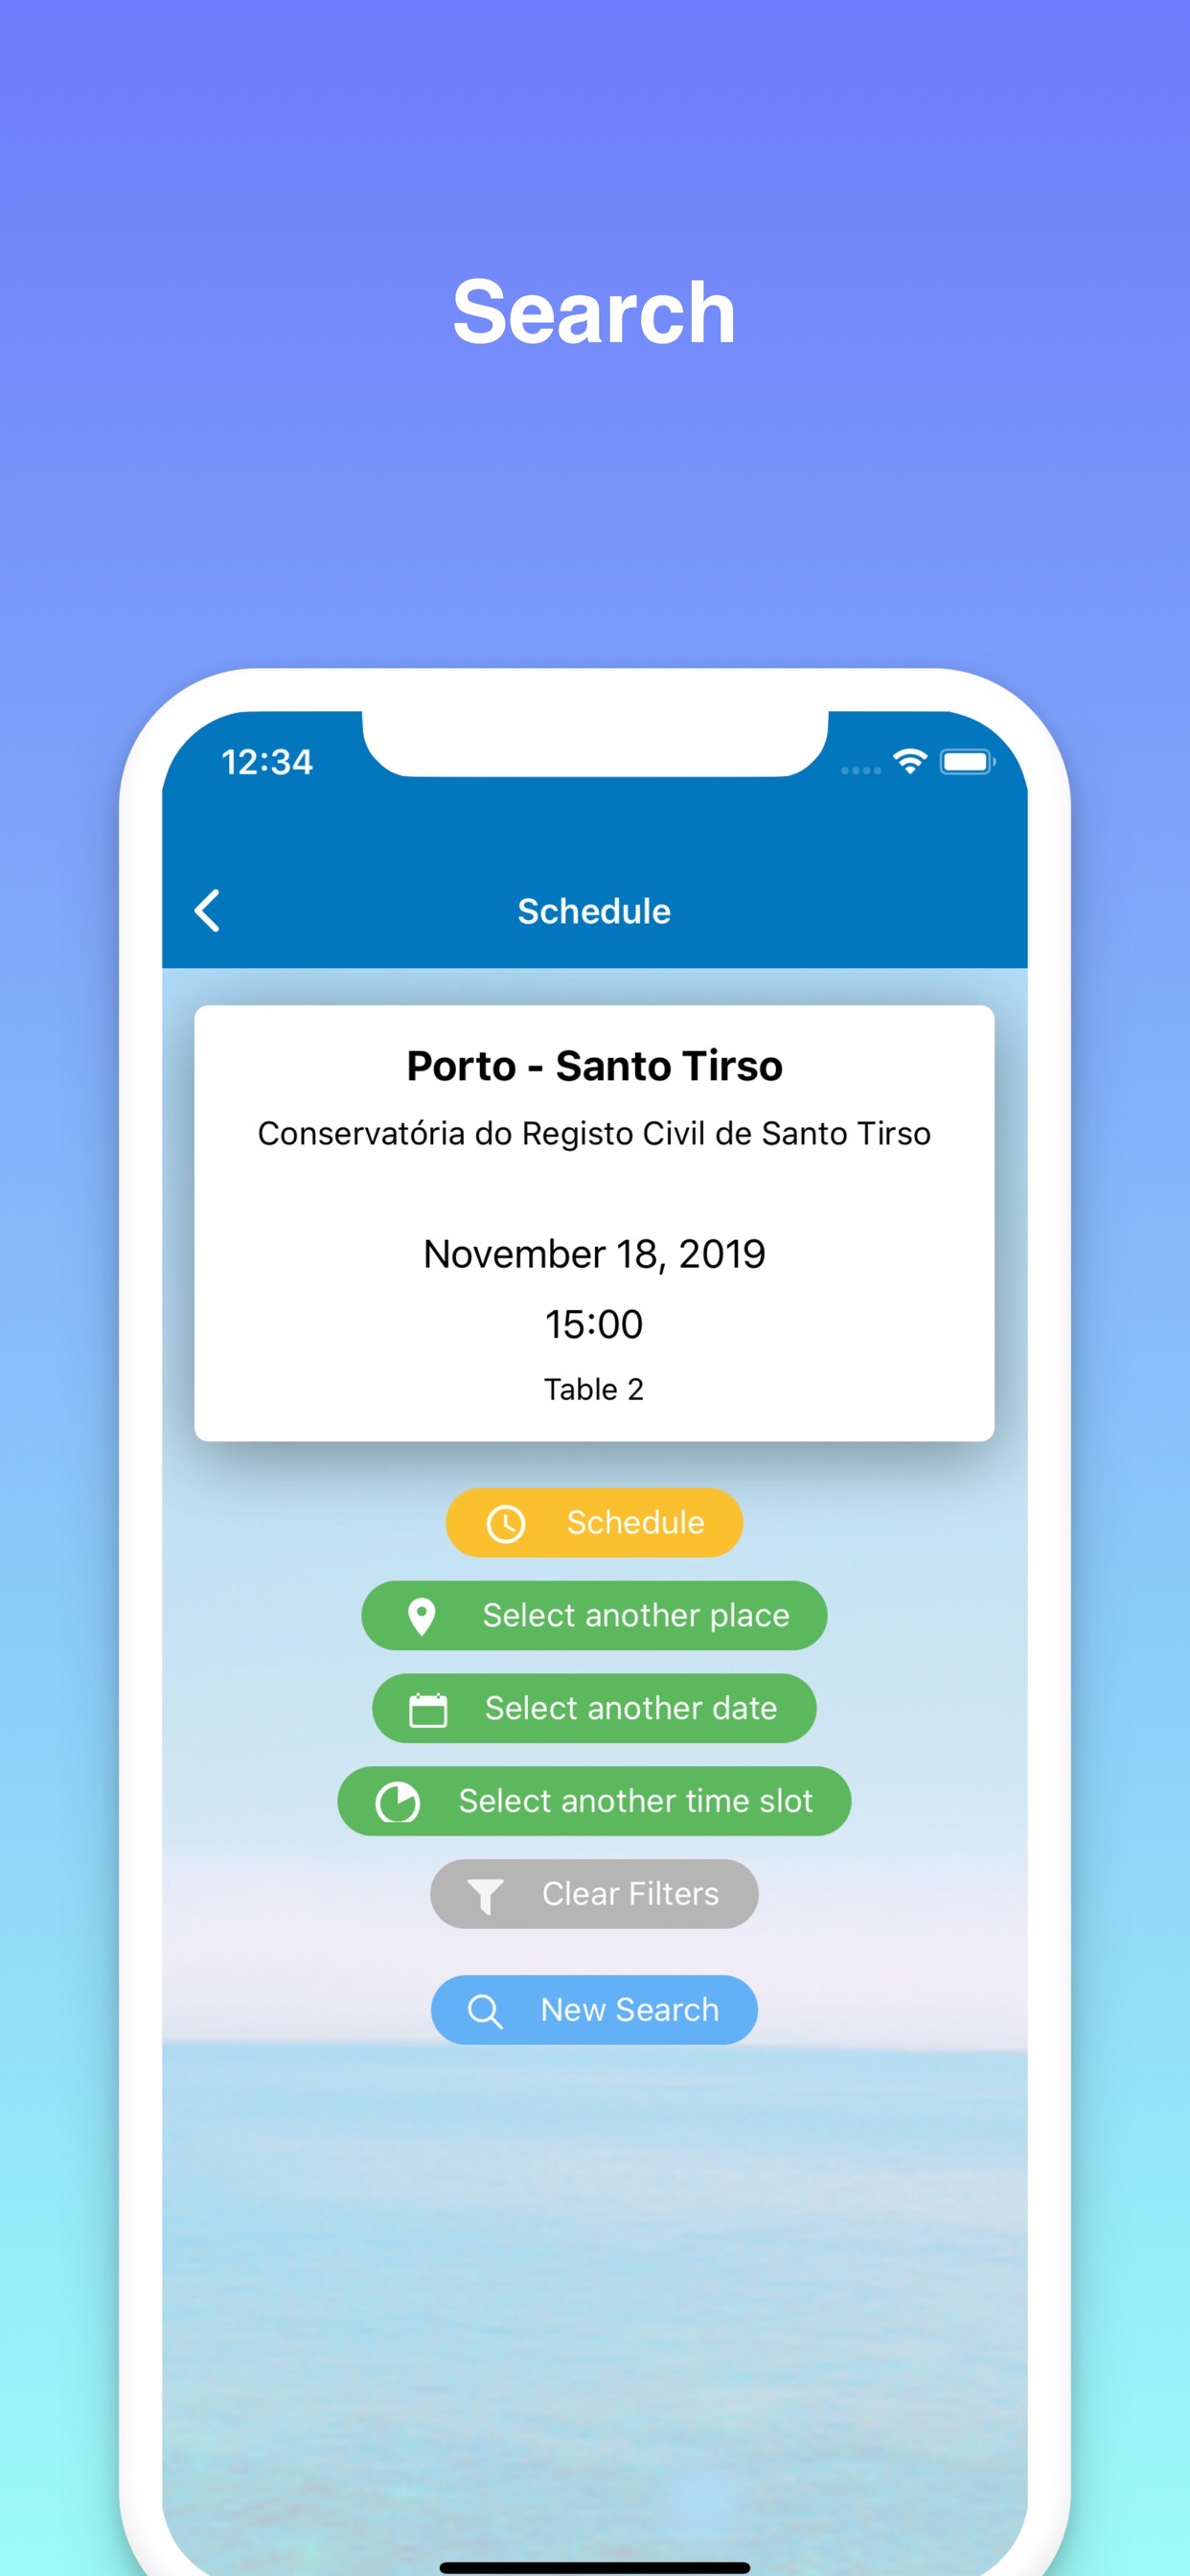 Search
12:34
Schedule
Porto - Santo Tirso
Conservatória do Registo Civil de Santo Tirso
November 18, 2019
15:00
Table 2
Schedule
Select another place
Select another date
Select another time slot
Clear Filters
New Search